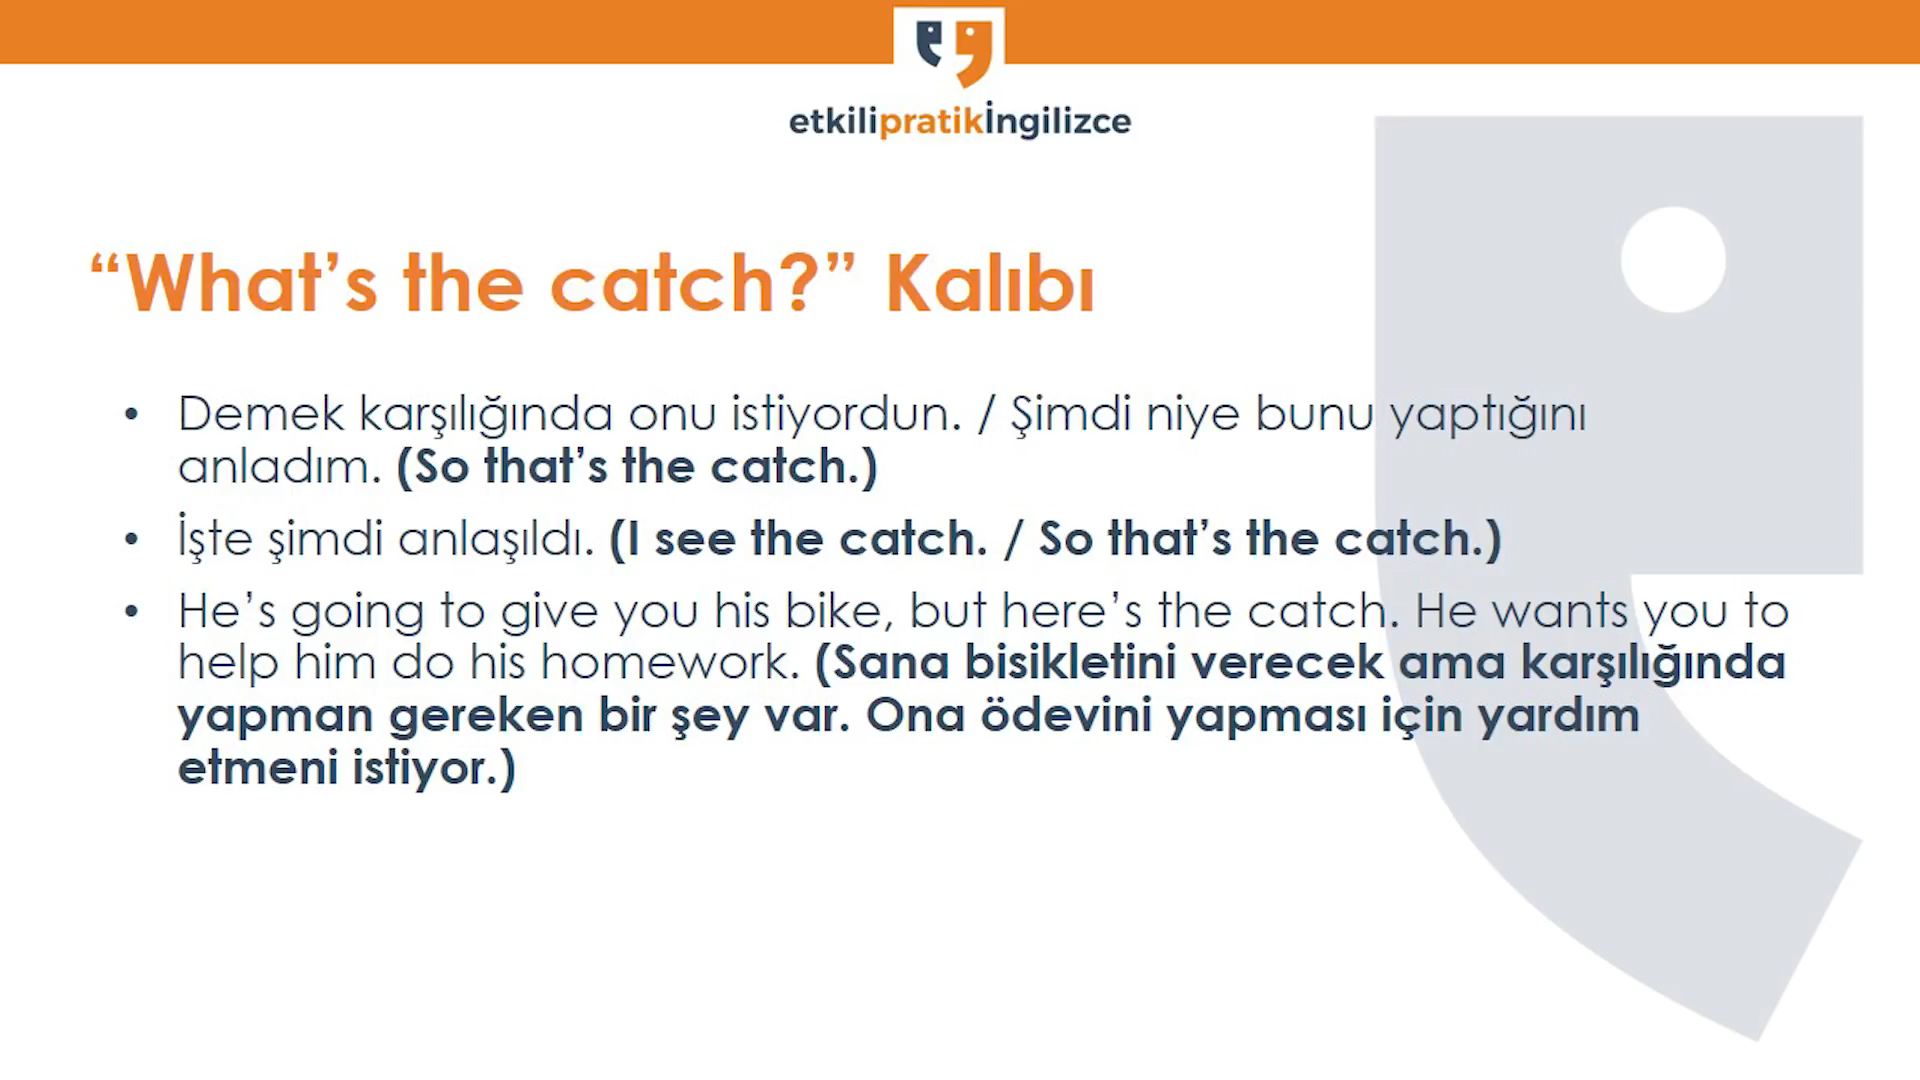 etkilipratikİngilizce
“What’s the catch?” Kalıbı
• Demek karşılığında onu istiyordun. / Şimdi niye bunu yaptığını
anladım. (So that’s the catch.)
• İşte şimdi anlaşıldı. (I see the catch. / So that’s the catch.)
• He’s going to give you his bike, but here’s the catch. He wants you to
help him do his homework. (Sana bisikletini verecek ama karşılığında
yapman gereken bir şey var. Ona ödevini yapması için yardım
etmeni istiyor.)